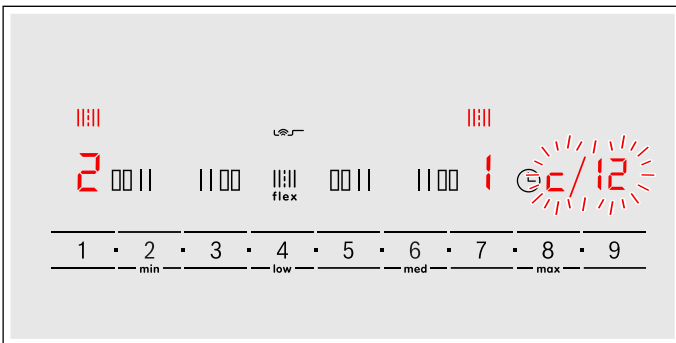 2 flex 1 c/12
1 · 2 · 3 · 4 · 5 · 6 · 7 · 8 · 9
min low med max